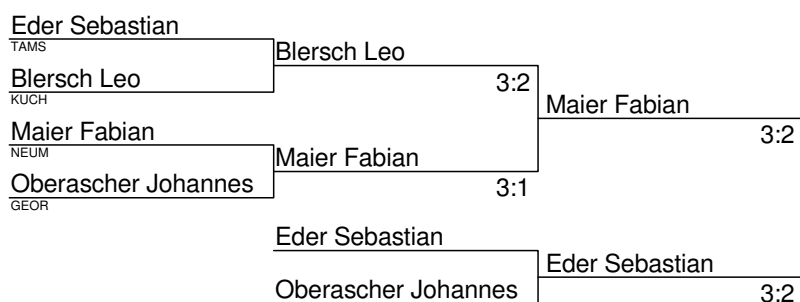 Eder Sebastian
TAMS
Blersch Leo
Blersch Leo
3:2
KUCH
Maier Fabian
3:2
Maier Fabian
NEUM
Maier Fabian
3:1
Oberascher Johannes
GEOR
Eder Sebastian
Eder Sebastian
3:2
Oberascher Johannes